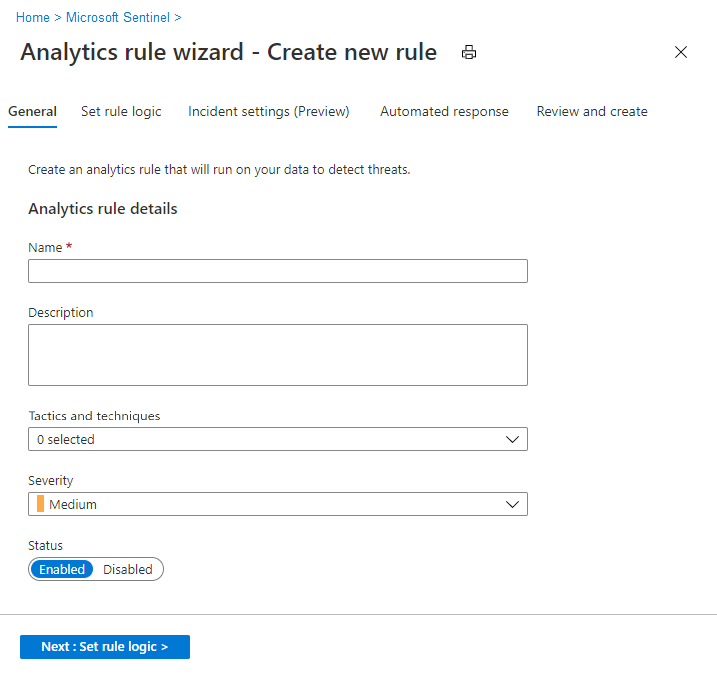 Home > Microsoft Sentinel >
Analytics rule wizard - Create new rule
General Set rule logic Incident settings (Preview) Automated response Review and create
Create an analytics rule that will run on your data to detect threats.
Analytics rule details
Name *
Description
Tactics and techniques
0 selected
Severity
Medium
Status
Enabled Disabled
Next : Set rule logic >